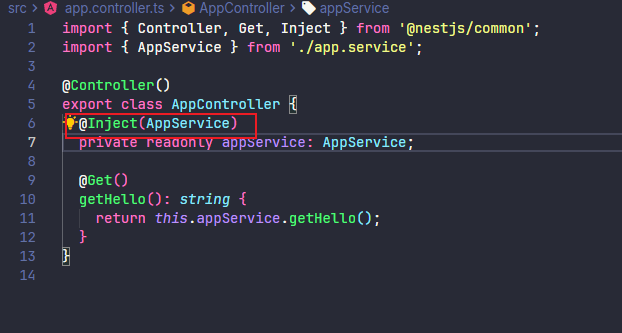 src > app.controller.ts > AppController > appService
1 import { Controller, Get, Inject } from '@nestjs/common';
2 import { AppService } from './app.service';
3
4 @Controller()
5 export class AppController {
6 @Inject(AppService)
7 private readonly appService: AppService;
8
9 @Get()
10 getHello(): string {
11 return this.appService.getHello();
12 }
13 }
14